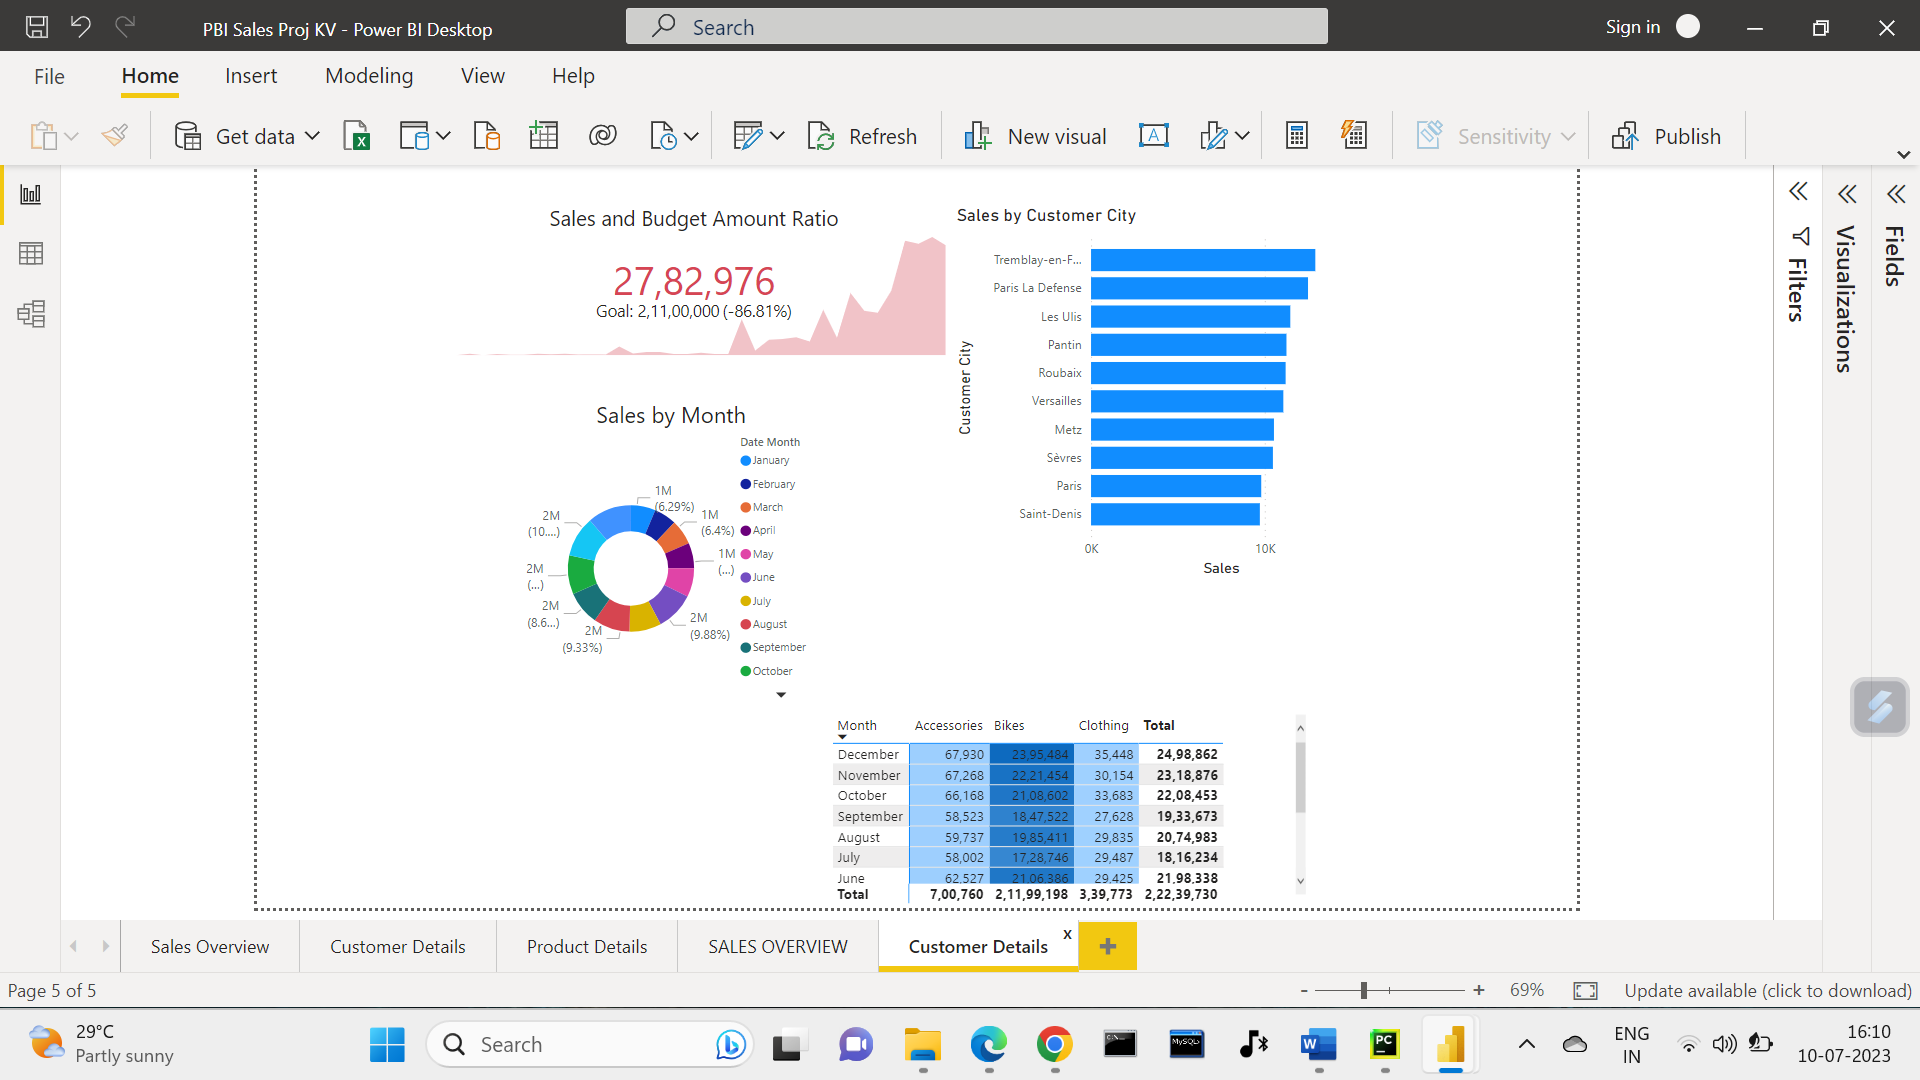 PBI Sales Proj KV - Power BI Desktop
Search
Sign in
File
Home
Insert
Modeling
View
Help
Get data
Refresh
New visual
Sensitivity
Publish
Sales and Budget Amount Ratio
27,82,976
Goal: 2,11,00,000 (-86.81%)
Sales by Customer City
Customer City
Tremblay-en-F...
Paris La Defense
Les Ulis
Pantin
Roubaix
Versailles
Metz
Sèvres
Paris
Saint-Denis
0K 10K
Sales
Sales by Month
Date Month
January
February
March
April
May
June
July
August
September
October
1M
(6.29%)
1M
(6.4%)
1M
(...)
2M
(9.88%)
2M
(9.33%)
2M
(8.6...)
2M
(...)
2M
(10....)
Month Accessories Bikes Clothing Total
December 67,930 23,95,484 35,448 24,98,862
November 67,268 22,21,454 30,154 23,18,876
October 66,168 21,08,602 33,683 22,08,453
September 58,523 18,47,522 27,628 19,33,673
August 59,737 19,85,411 29,835 20,74,983
July 58,002 17,28,746 29,487 18,16,234
June 62,527 21,06,386 29,425 21,98,338
Total 7,00,760 2,11,99,198 3,39,773 2,22,39,730
Filters
Visualizations
Fields
Sales Overview
Customer Details
Product Details
SALES OVERVIEW
Customer Details
x
+
Page 5 of 5
- + 69%
Update available (click to download)
29°C
Partly sunny
Search
MySQL
W
PC
ENG
IN
16:10
10-07-2023